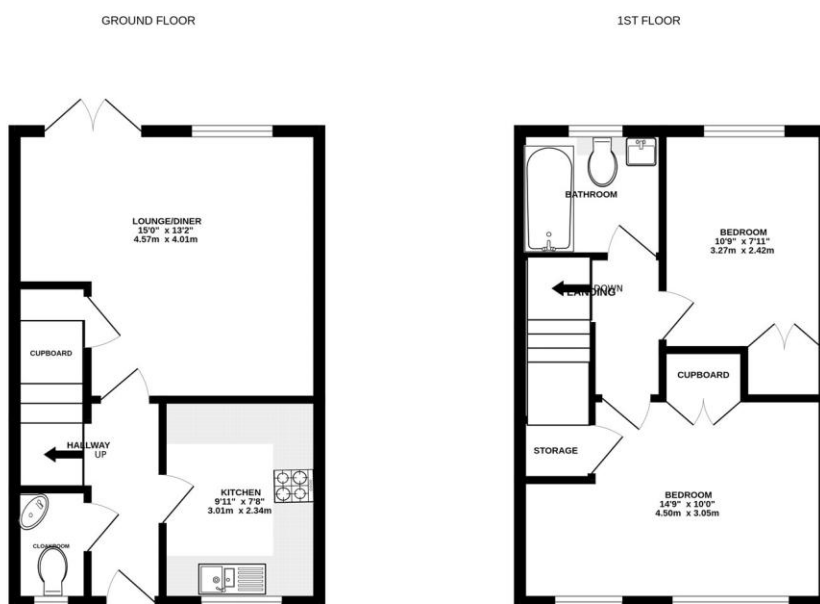 GROUND FLOOR
1ST FLOOR
LOUNGE/DINER
15'0" x 13'2"
4.57m x 4.01m
CUPBOARD
HALLWAY
UP
KITCHEN
9'11" x 7'8"
3.01m x 2.34m
CLOAKROOM
BATHROOM
BEDROOM
10'9" x 7'11"
3.27m x 2.42m
DOWN
LANDING
CUPBOARD
STORAGE
BEDROOM
14'9" x 10'0"
4.50m x 3.05m